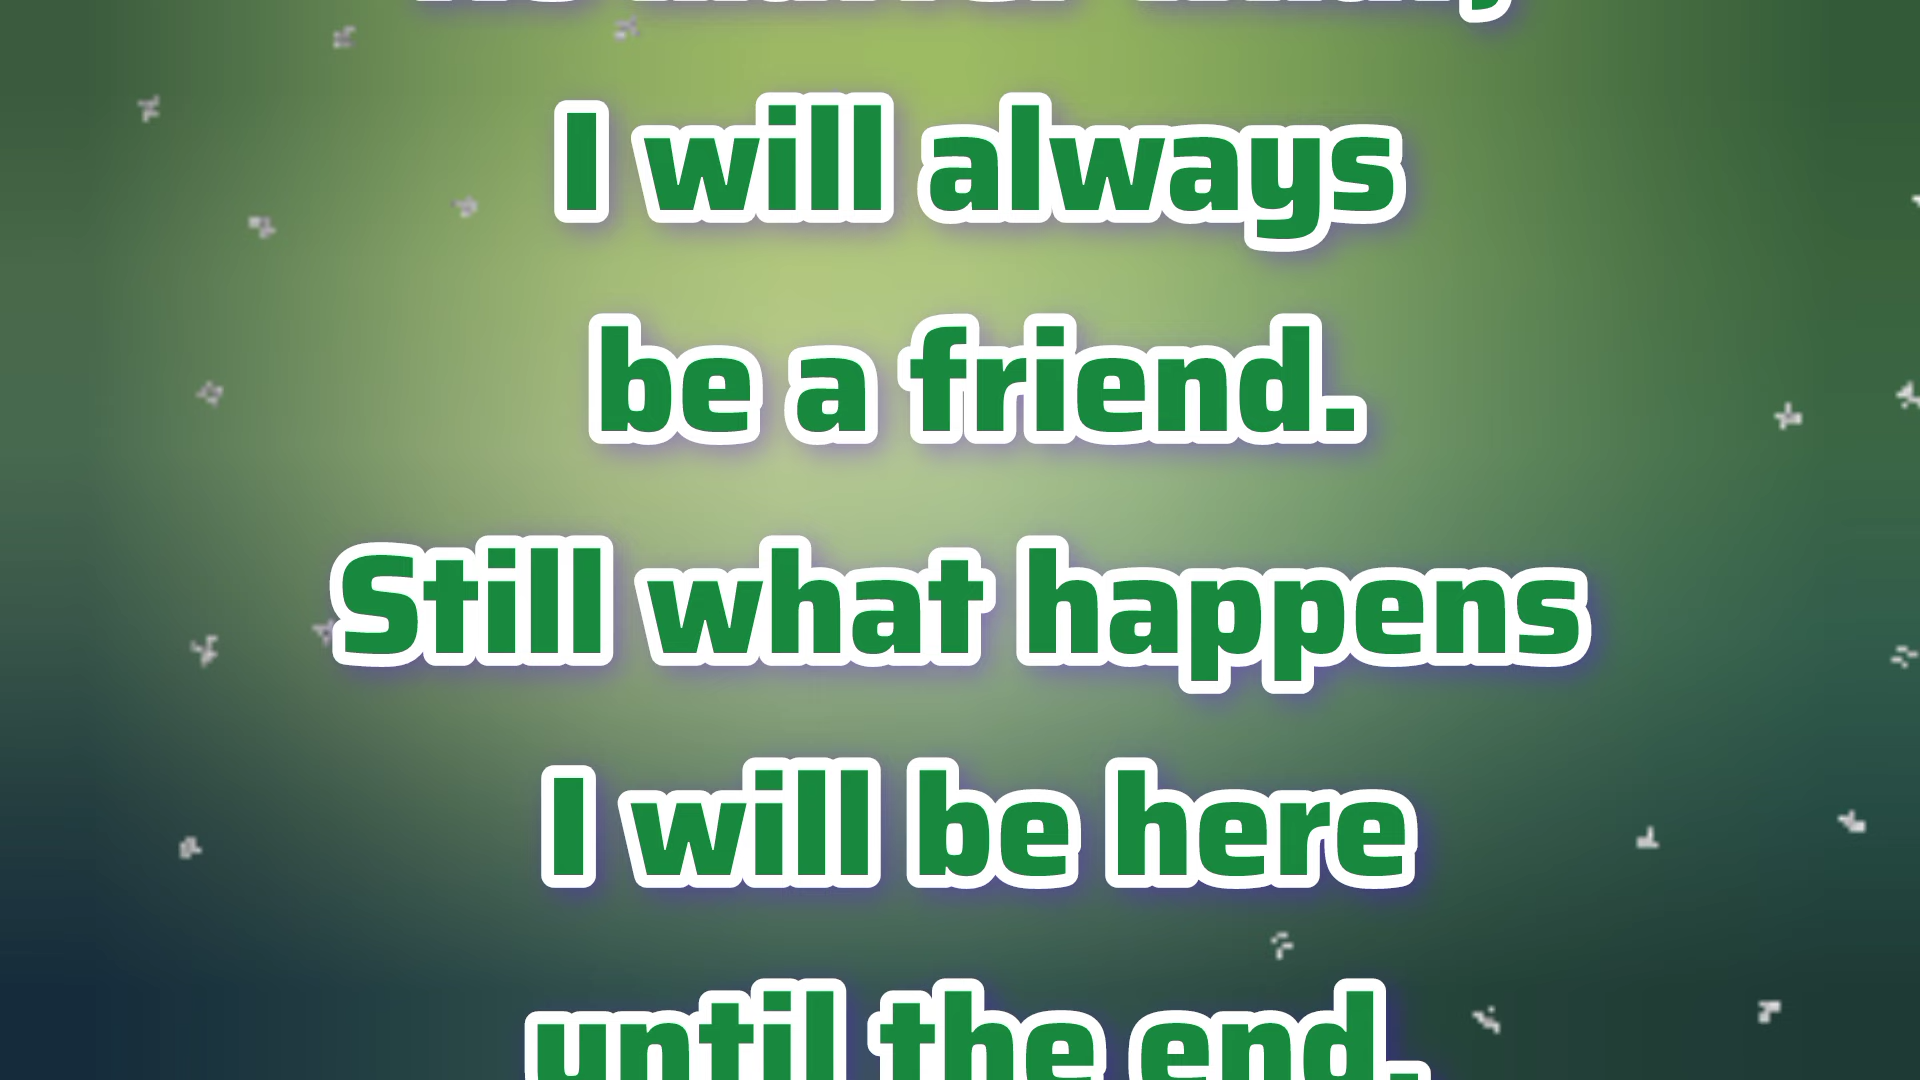 I will always
be a friend.
Still what happens
I will be here
until the end.